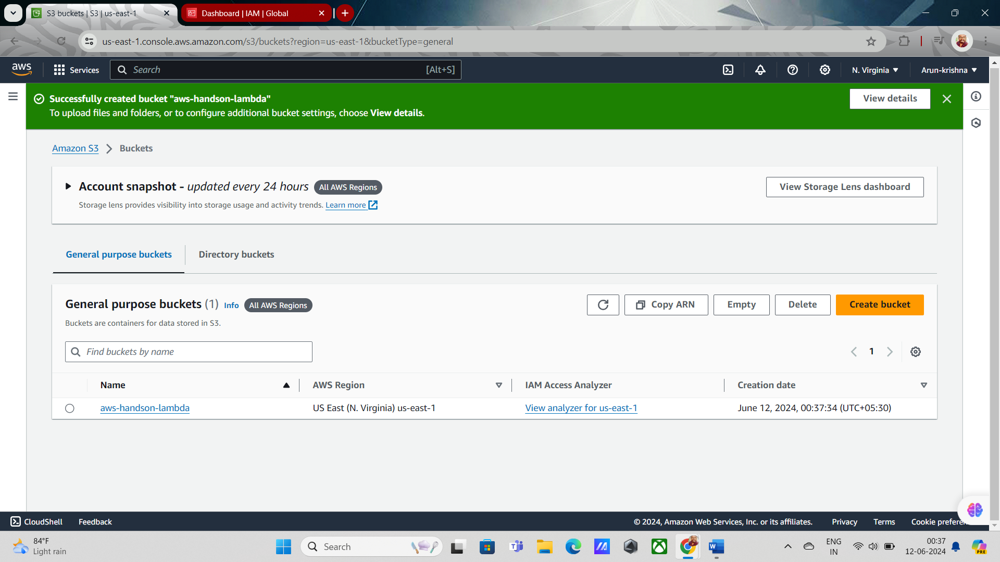 S3 buckets | S3 | us-east-1
Dashboard | IAM | Global
us-east-1.console.aws.amazon.com/s3/buckets?region=us-east-1&bucketType=general
aws
Services
Search
[Alt+S]
N. Virginia
Arun-krishna
Successfully created bucket "aws-handson-lambda"
To upload files and folders, or to configure additional bucket settings, choose View details.
View details
Amazon S3
Buckets
Account snapshot - updated every 24 hours
All AWS Regions
View Storage Lens dashboard
Storage lens provides visibility into storage usage and activity trends. Learn more
General purpose buckets
Directory buckets
General purpose buckets (1)
Info
All AWS Regions
Copy ARN
Empty
Delete
Create bucket
Buckets are containers for data stored in S3.
Find buckets by name
1
Name
AWS Region
IAM Access Analyzer
Creation date
aws-handson-lambda
US East (N. Virginia) us-east-1
View analyzer for us-east-1
June 12, 2024, 00:37:34 (UTC+05:30)
CloudShell
Feedback
© 2024, Amazon Web Services, Inc. or its affiliates.
Privacy
Terms
Cookie prefere
84°F
Light rain
Search
ENG
IN
00:37
12-06-2024
PRE